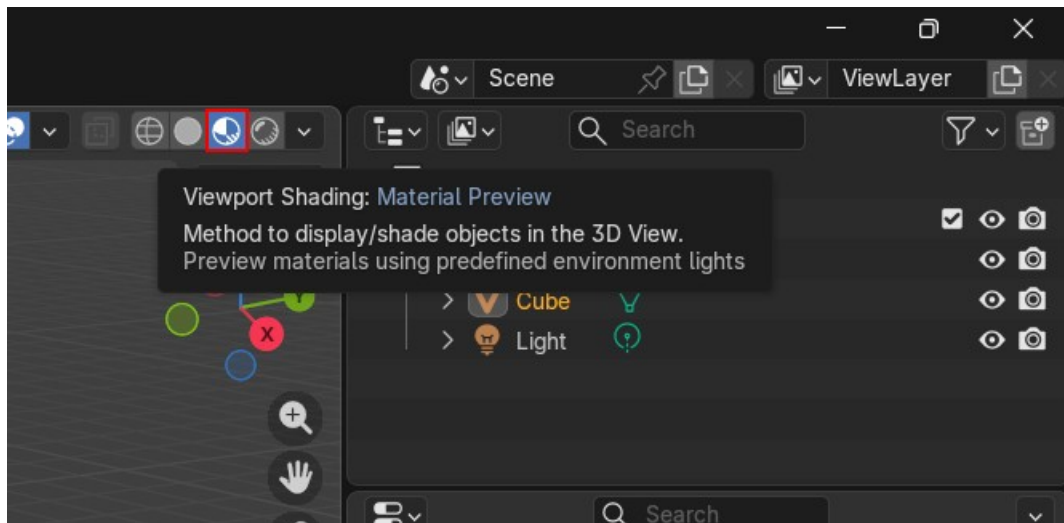 Scene
ViewLayer
Search
Viewport Shading: Material Preview
Method to display/shade objects in the 3D View.
Preview materials using predefined environment lights
Cube
Light
X
Search